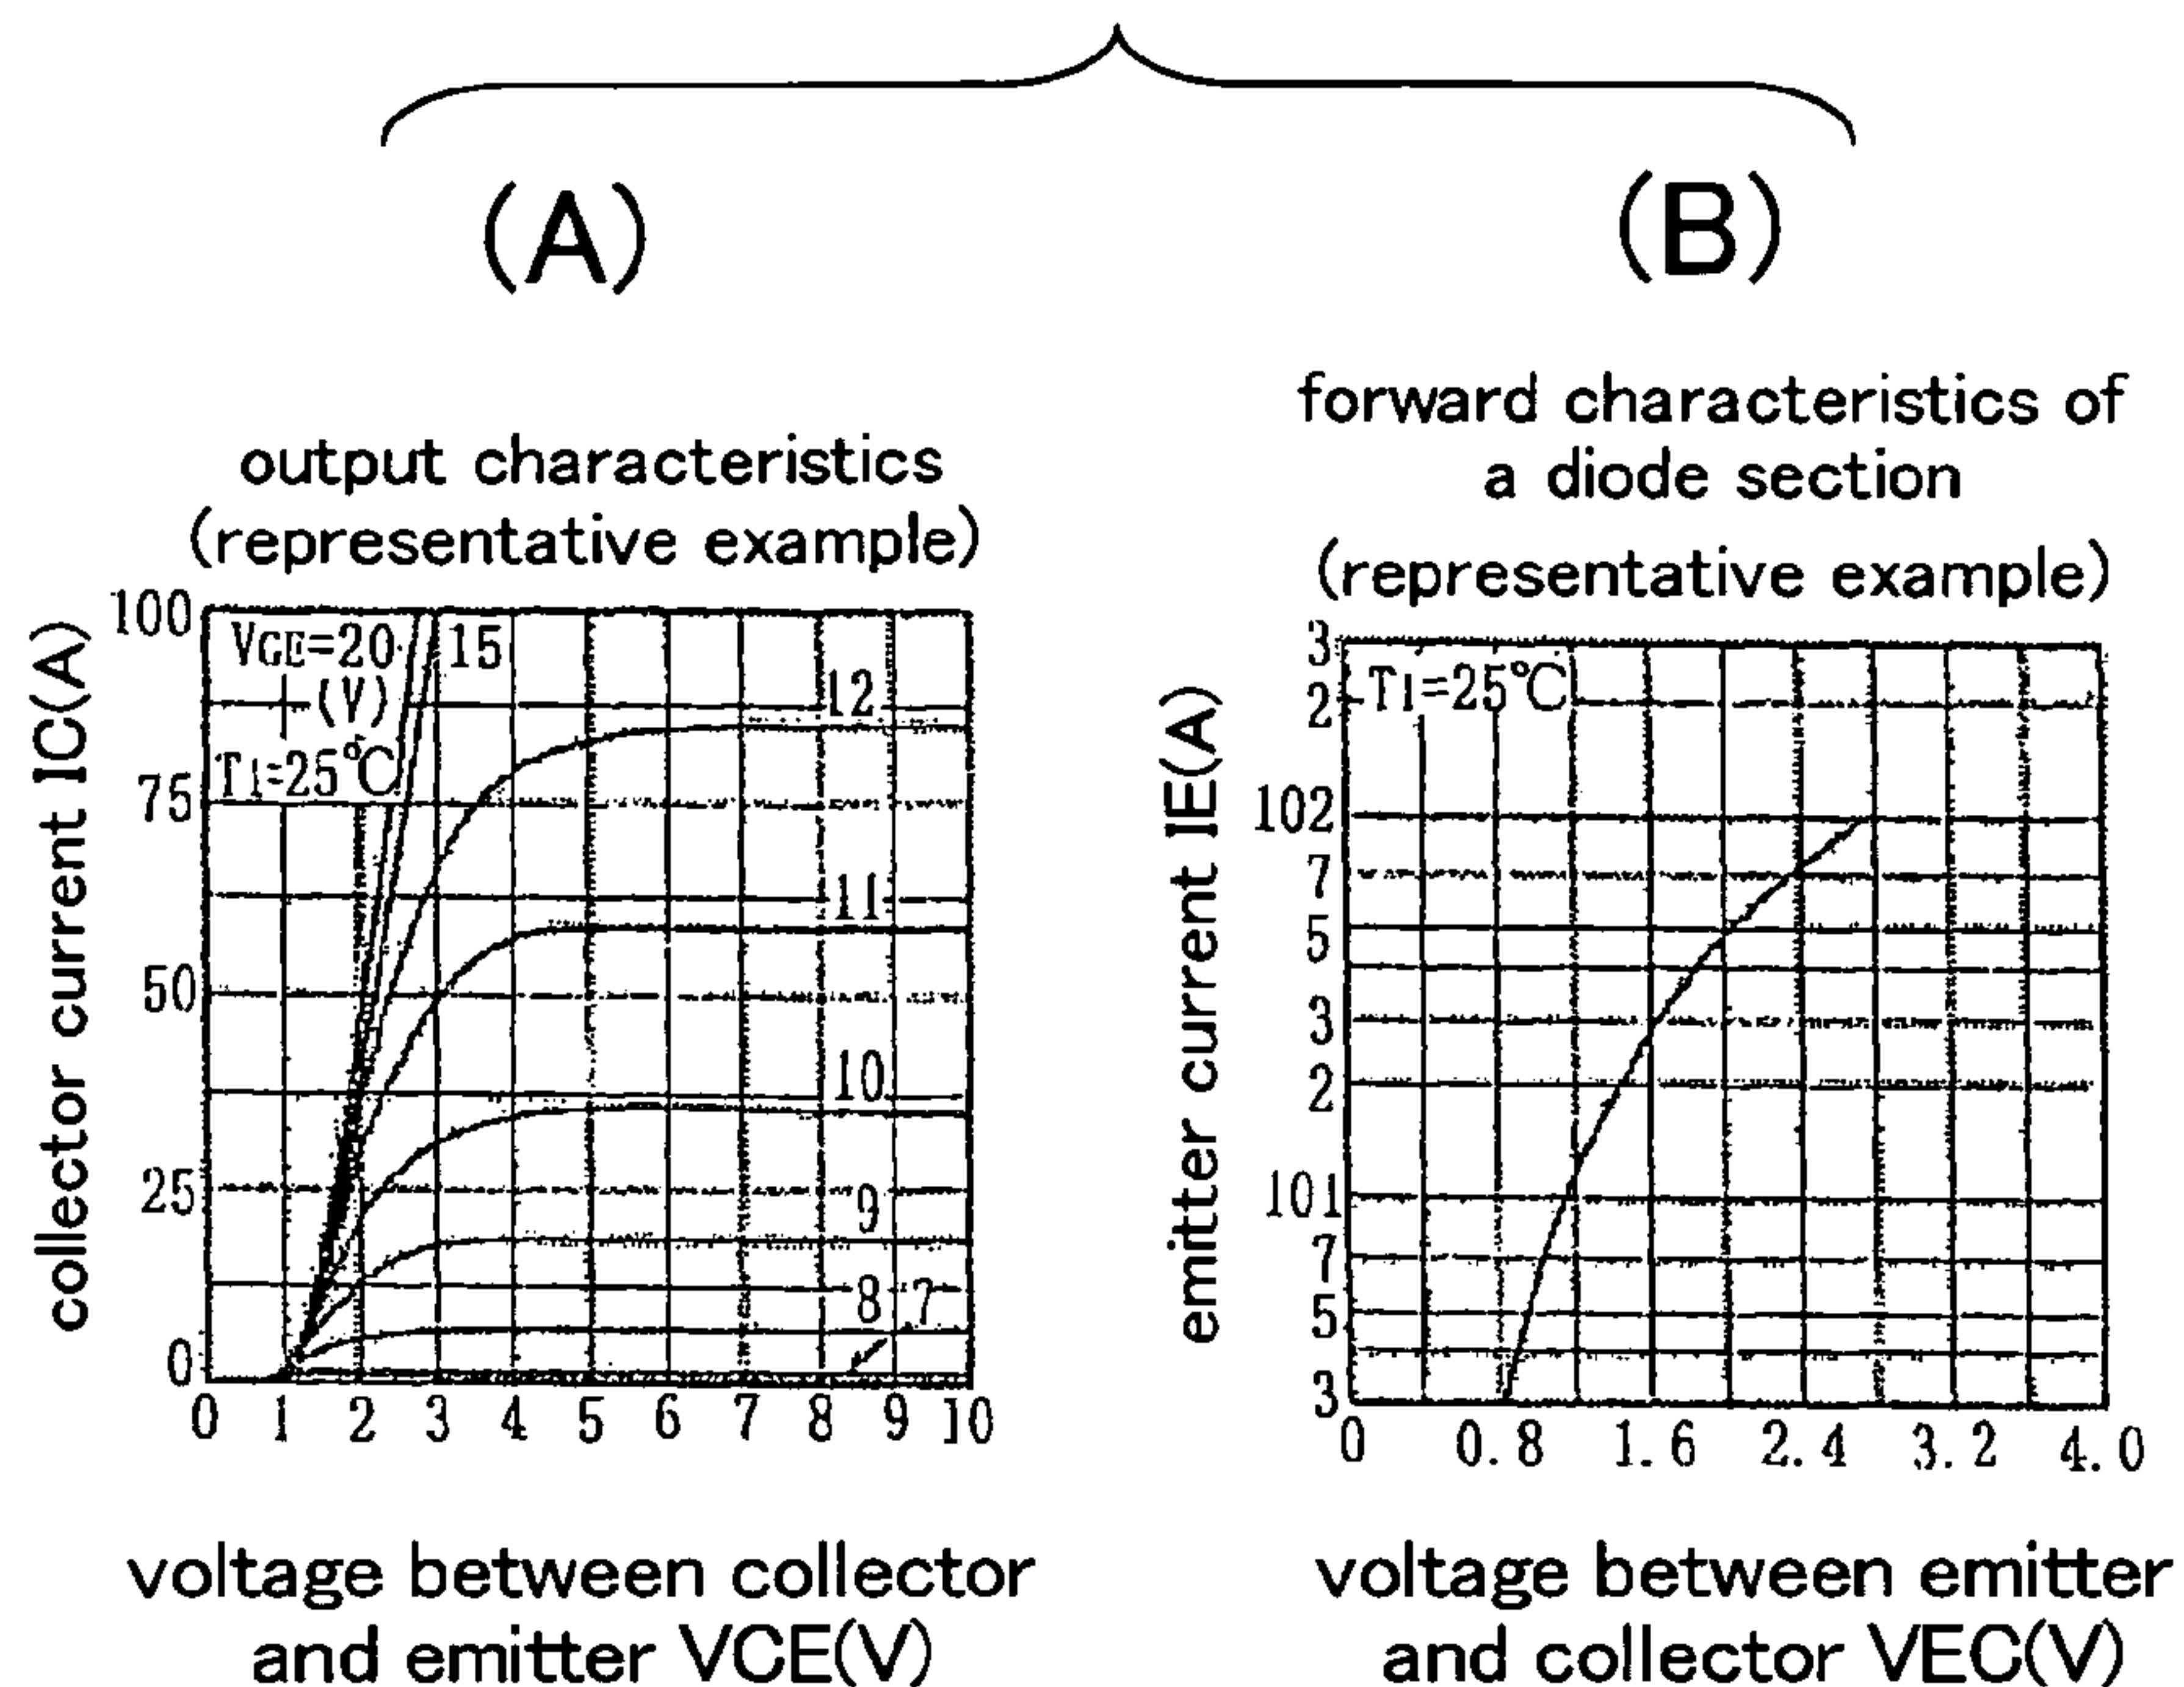 (A)
output characteristics
(representative example)
collector current IC(A)
100
75
50
25
0
VGE=20
(V)
T1=25℃
15
12
11
10
9
8
7
0 1 2 3 4 5 6 7 8 9 10
voltage between collector
and emitter VCE(V)
(B)
forward characteristics of
a diode section
(representative example)
emitter current IE(A)
3
2
102
7
5
3
2
101
7
5
3
T1=25℃
0 0.8 1.6 2.4 3.2 4.0
voltage between emitter
and collector VEC(V)